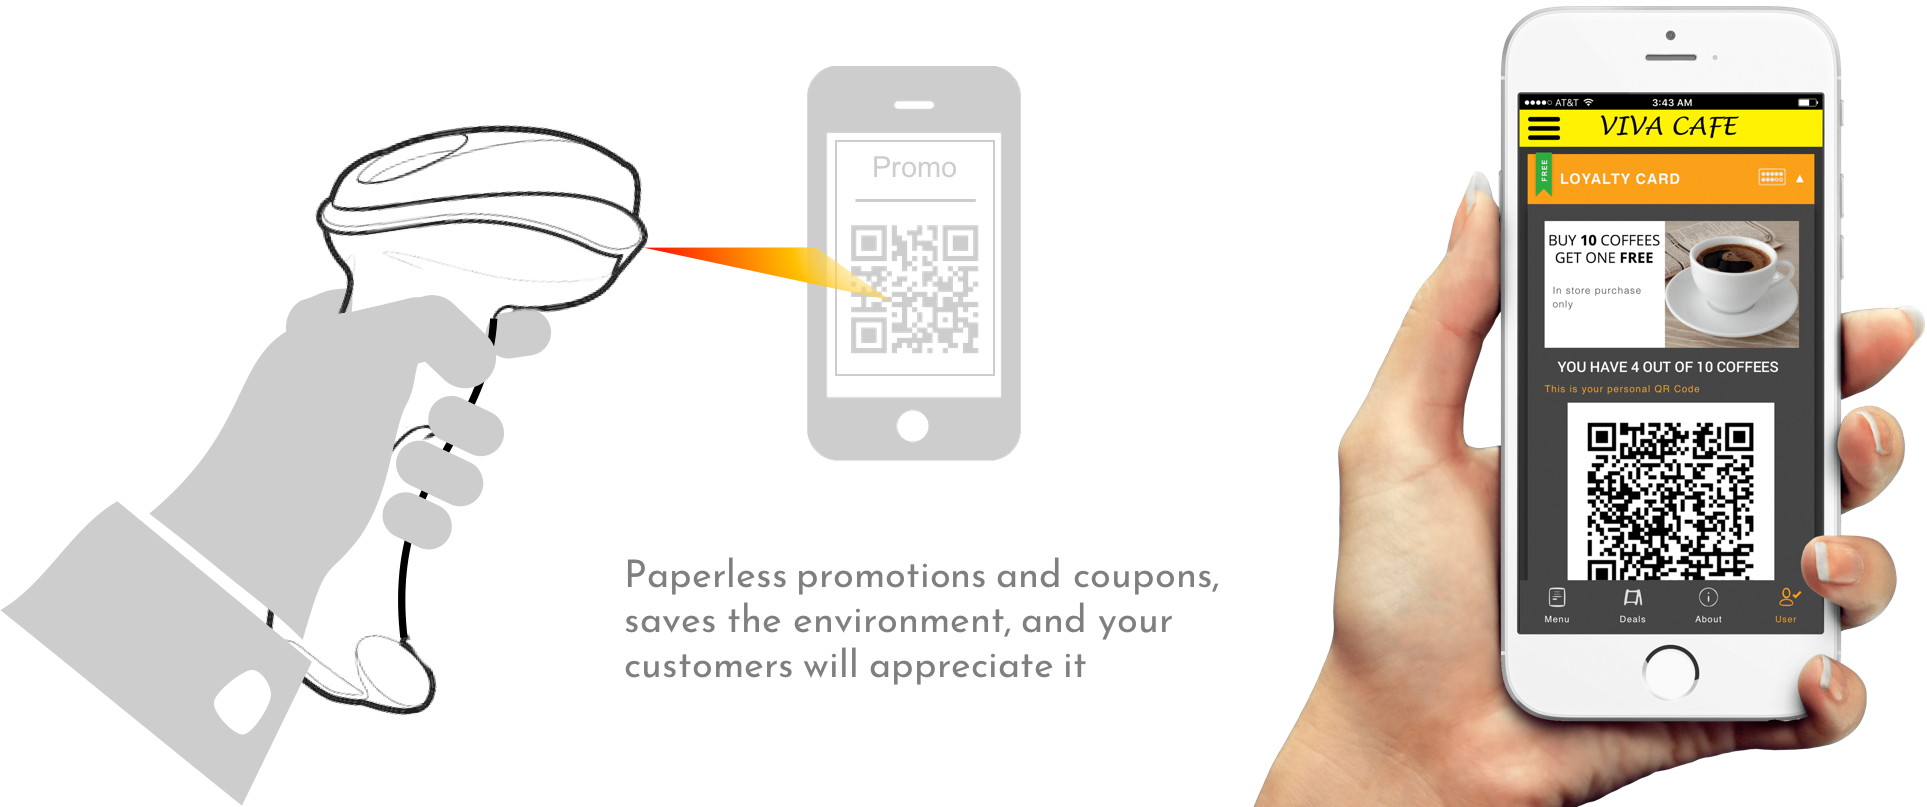 Promo
Paperless promotions and coupons,
saves the environment, and your
customers will appreciate it
AT&T 3:43 AM
VIVA CAFE
FREE
LOYALTY CARD
BUY 10 COFFEES
GET ONE FREE
In store purchase
only
YOU HAVE 4 OUT OF 10 COFFEES
This is your personal QR Code
Menu Deals About User